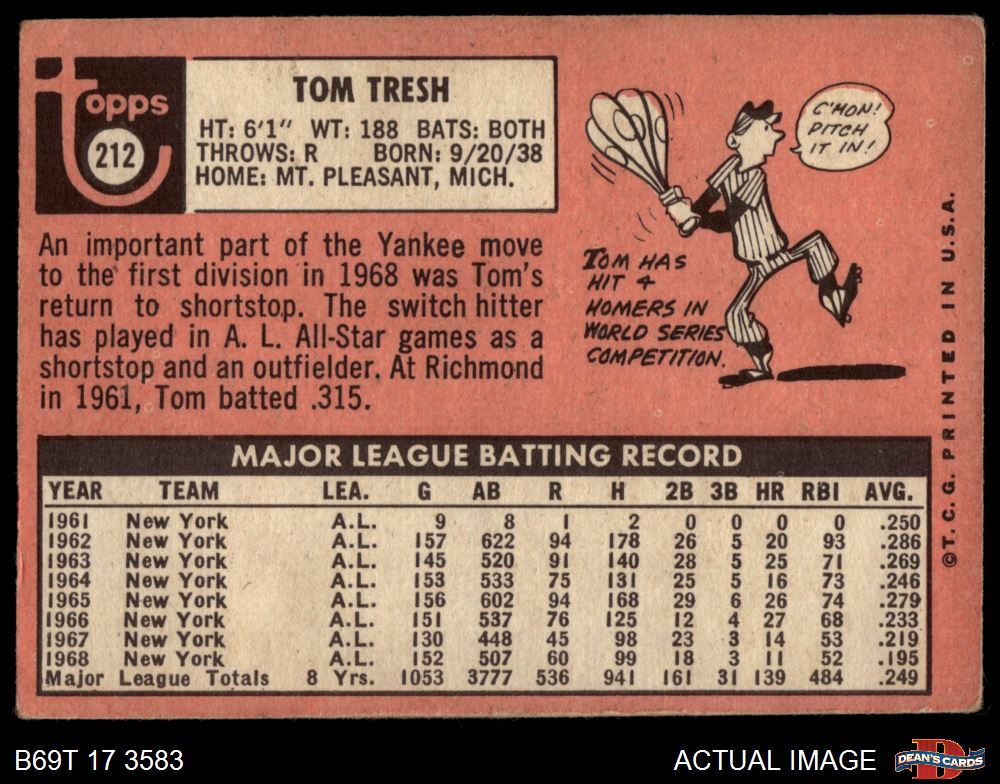 topps
212
TOM TRESH
HT: 6'1" WT: 188 BATS: BOTH
THROWS: R BORN: 9/20/38
HOME: MT. PLEASANT, MICH.
C'MON!
PITCH
IT IN!
An important part of the Yankee move
to the first division in 1968 was Tom's
return to shortstop. The switch hitter
has played in A. L. All-Star games as a
shortstop and an outfielder. At Richmond
in 1961, Tom batted .315.
TOM HAS
HIT 4
HOMERS IN
WORLD SERIES
COMPETITION.
©T. C. G. PRINTED IN U.S.A.
MAJOR LEAGUE BATTING RECORD
YEAR TEAM LEA. G AB R H 2B 3B HR RBI AVG.
1961 New York A.L. 9 8 1 2 0 0 0 0 .250
1962 New York A.L. 157 622 94 178 26 5 20 93 .286
1963 New York A.L. 145 520 91 140 28 5 25 71 .269
1964 New York A.L. 153 533 75 131 25 5 16 73 .246
1965 New York A.L. 156 602 94 168 29 6 26 74 .279
1966 New York A.L. 151 537 76 125 12 4 27 68 .233
1967 New York A.L. 130 448 45 98 23 3 14 53 .219
1968 New York A.L. 152 507 60 99 18 3 11 52 .195
Major League Totals 8 Yrs. 1053 3777 536 941 161 31 139 484 .249
B69T 17 3583
ACTUAL IMAGE
D
DEAN'S CARDS